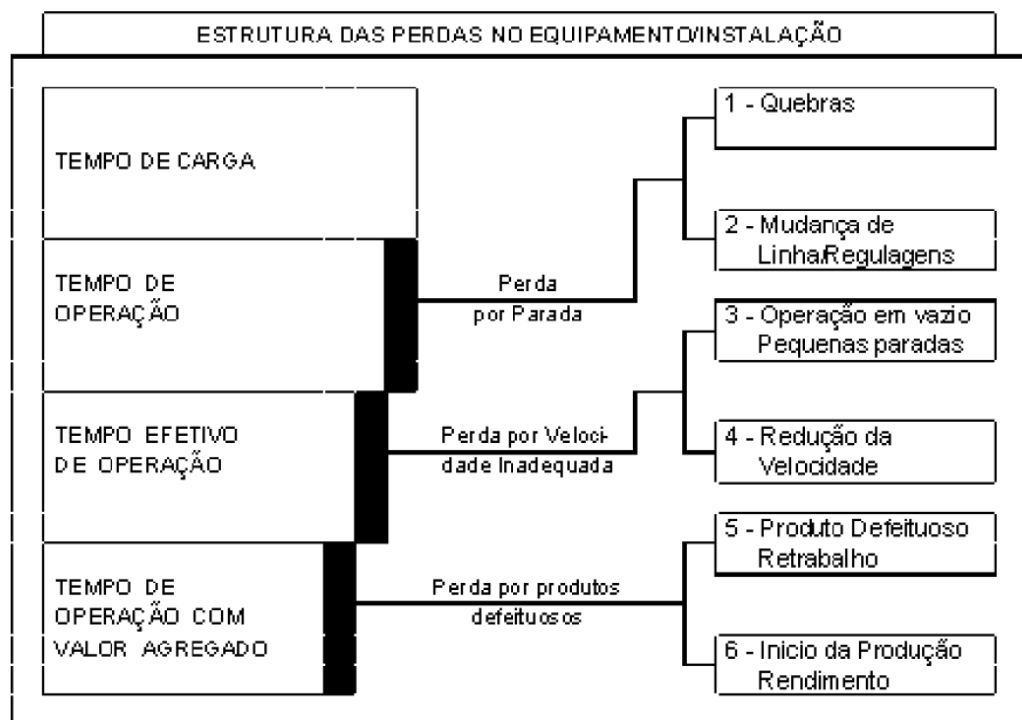 ESTRUTURA DAS PERDAS NO EQUIPAMENTO/INSTALAÇÃO
TEMPO DE CARGA
TEMPO DE
OPERAÇÃO
TEMPO EFETIVO
DE OPERAÇÃO
TEMPO DE
OPERAÇÃO COM
VALOR AGREGADO
Perda
por Parada
Perda por Veloci-
dade Inadequada
Perda por produtos
defeituosos
1 - Quebras
2 - Mudança de
Linha/Regulagens
3 - Operação em vazio
Pequenas paradas
4 - Redução da
Velocidade
5 - Produto Defeituoso
Retrabalho
6 - Inicio da Produção
Rendimento